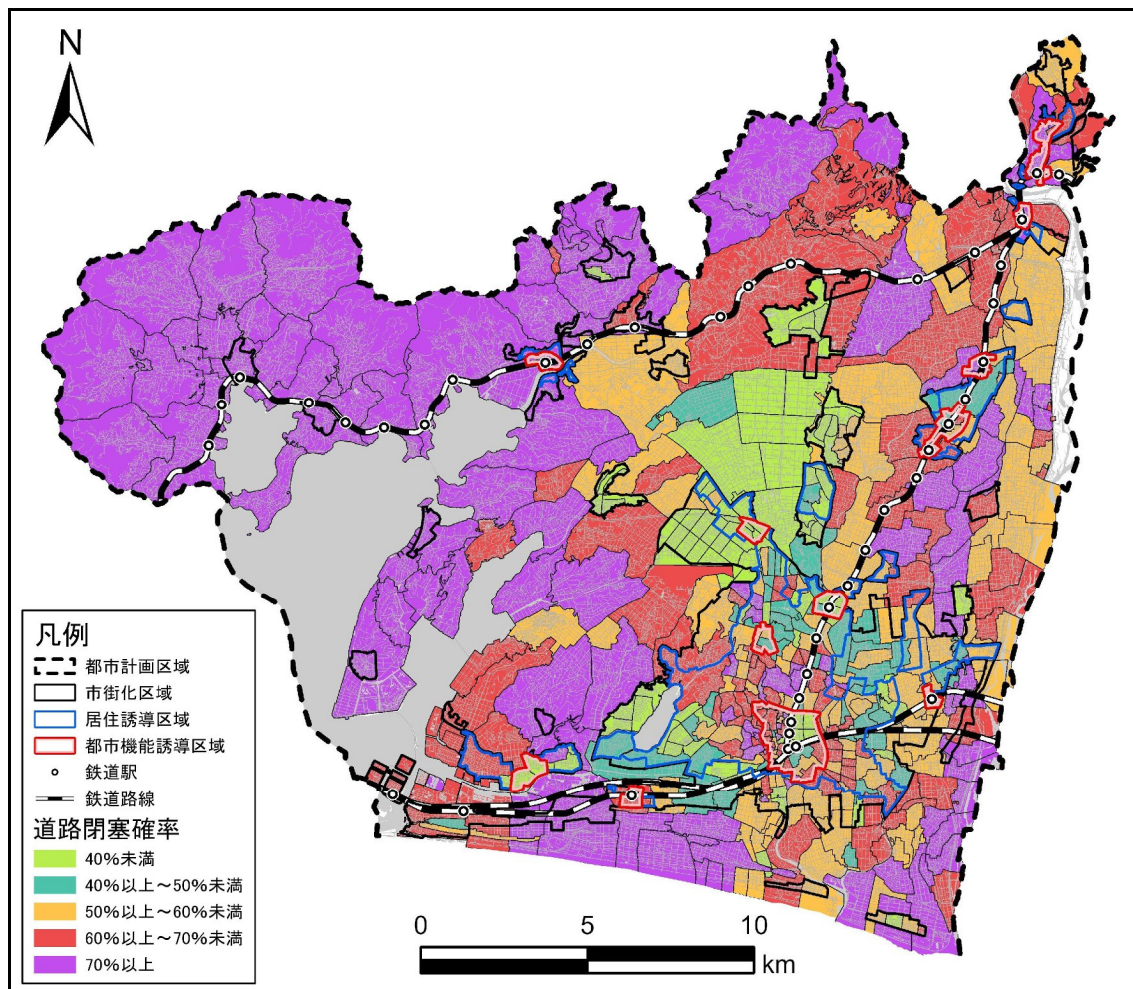 N
凡例
都市計画区域
市街化区域
居住誘導区域
都市機能誘導区域
鉄道駅
鉄道路線
道路閉塞確率
40%未満
40%以上～50%未満
50%以上～60%未満
60%以上～70%未満
70%以上
0 5 10
km